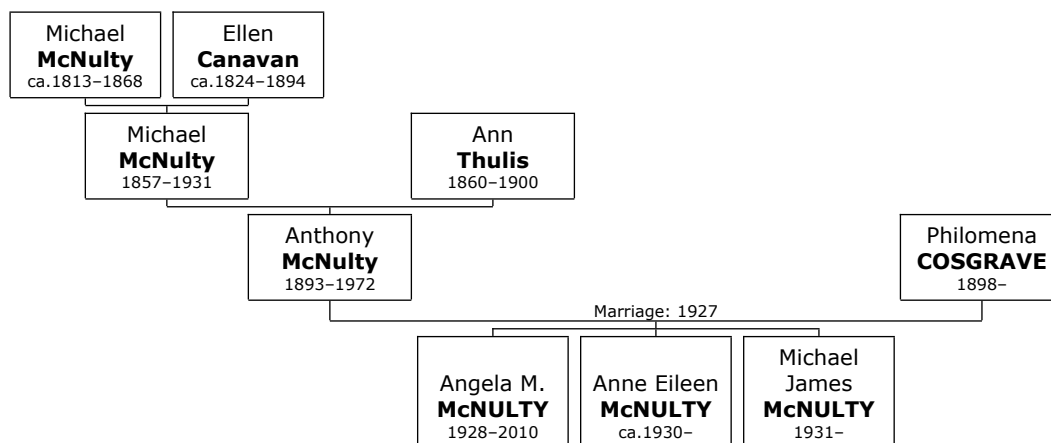 Michael
McNulty
ca.1813–1868
Ellen
Canavan
ca.1824–1894
Michael
McNulty
1857–1931
Ann
Thulis
1860–1900
Anthony
McNulty
1893–1972
Philomena
COSGRAVE
1898–
Marriage: 1927
Angela M.
McNULTY
1928–2010
Anne Eileen
McNULTY
ca.1930–
Michael
James
McNULTY
1931–